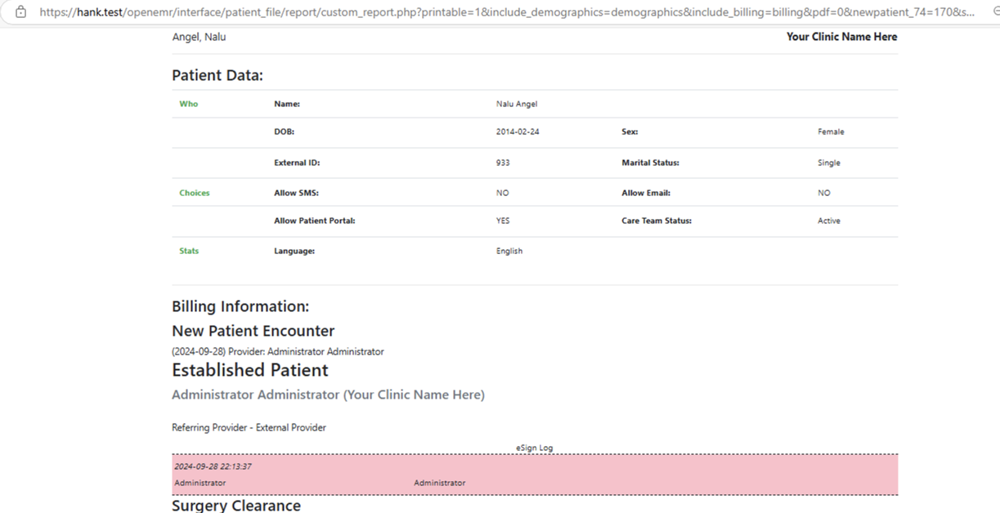 https://hank.test/openemr/interface/patient_file/report/custom_report.php?printable=1&include_demographics=demographics&include_billing=billing&pdf=0&newpatient_74=170&s...
Angel, Nalu Your Clinic Name Here
Patient Data:
Who Name: Nalu Angel
DOB: 2014-02-24 Sex: Female
External ID: 933 Marital Status: Single
Choices Allow SMS: NO Allow Email: NO
Allow Patient Portal: YES Care Team Status: Active
Stats Language: English
Billing Information:
New Patient Encounter
(2024-09-28) Provider: Administrator Administrator
Established Patient
Administrator Administrator (Your Clinic Name Here)
Referring Provider - External Provider
eSign Log
2024-09-28 22:13:37
Administrator Administrator
Surgery Clearance